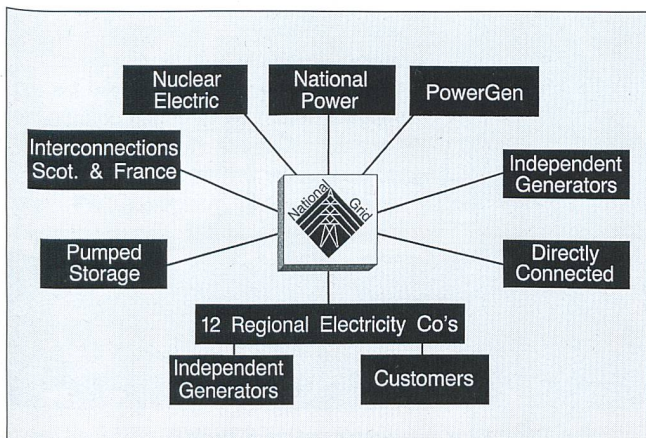 Nuclear
Electric
National
Power
PowerGen
Interconnections
Scot. & France
Independent
Generators
National Grid
Pumped
Storage
Directly
Connected
12 Regional Electricity Co's
Independent
Generators
Customers